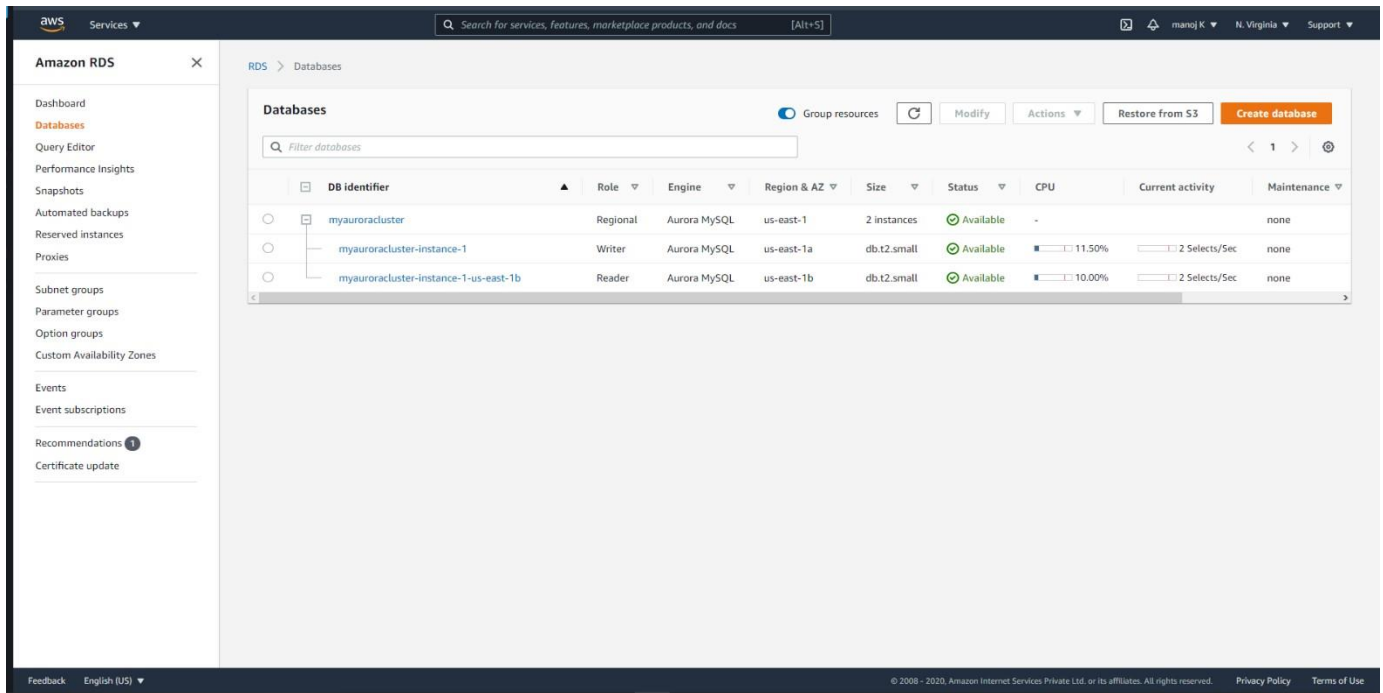 aws Services Search for services, features, marketplace products, and docs [Alt+S] manoj K N. Virginia Support
Amazon RDS
Dashboard
Databases
Query Editor
Performance Insights
Snapshots
Automated backups
Reserved instances
Proxies
Subnet groups
Parameter groups
Option groups
Custom Availability Zones
Events
Event subscriptions
Recommendations 1
Certificate update
RDS > Databases
Databases Group resources Modify Actions Restore from S3 Create database
Filter databases 1
DB identifier Role Engine Region & AZ Size Status CPU Current activity Maintenance
myauroracluster Regional Aurora MySQL us-east-1 2 instances Available - none
myauroracluster-instance-1 Writer Aurora MySQL us-east-1a db.t2.small Available 11.50% 2 Selects/Sec none
myauroracluster-instance-1-us-east-1b Reader Aurora MySQL us-east-1b db.t2.small Available 10.00% 2 Selects/Sec none
Feedback English (US) © 2008 - 2020, Amazon Internet Services Private Ltd. or its affiliates. All rights reserved. Privacy Policy Terms of Use